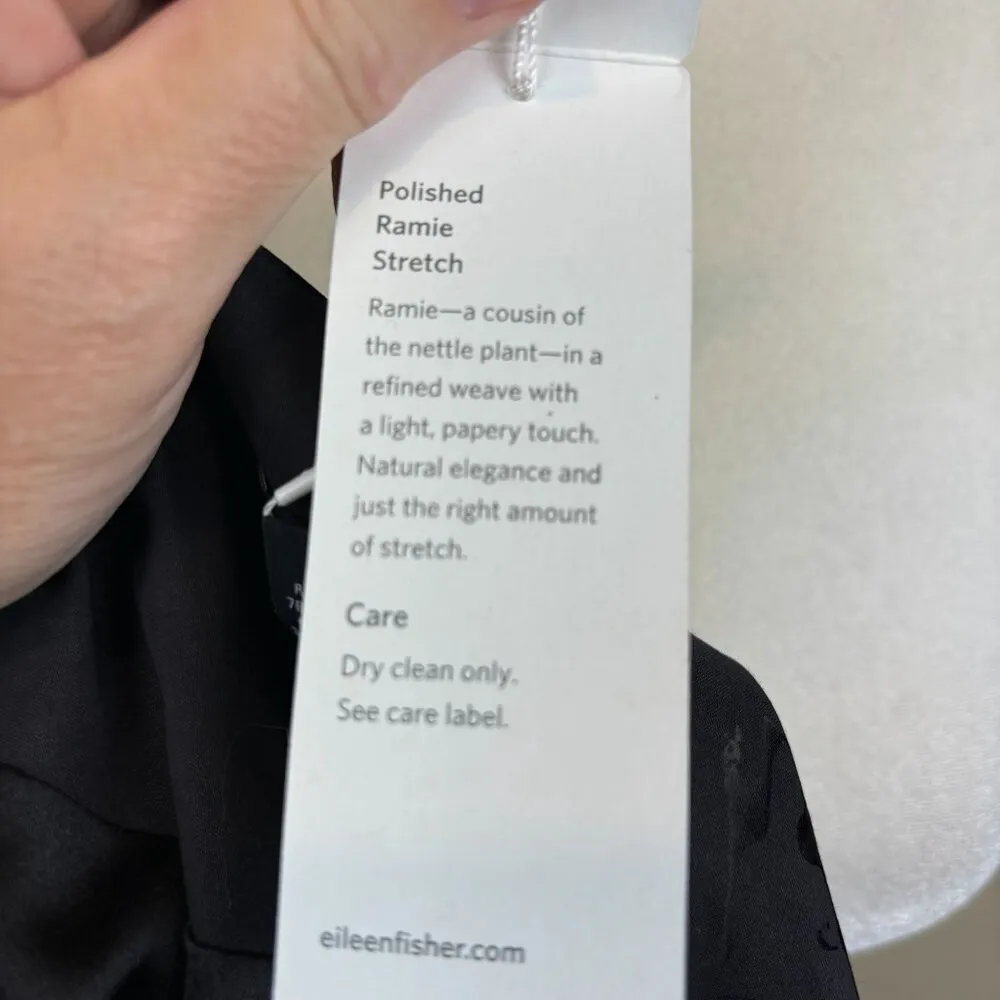 Polished
Ramie
Stretch
Ramie—a cousin of
the nettle plant—in a
refined weave with
a light, papery touch.
Natural elegance and
just the right amount
of stretch.
Care
Dry clean only.
See care label.
eileenfisher.com